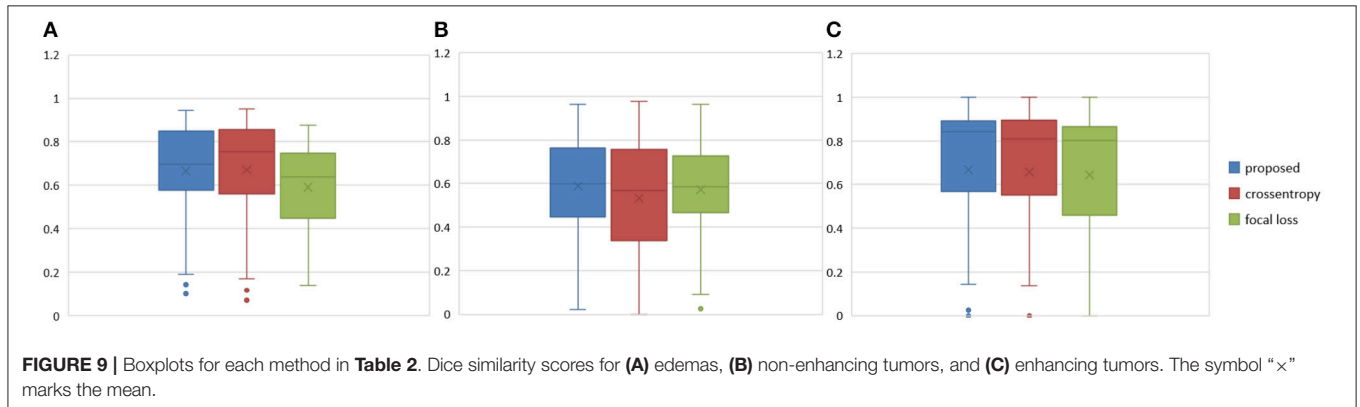 A
1.2
1
0.8
0.6
0.4
0.2
0
B
1.2
1
0.8
0.6
0.4
0.2
0
C
1.2
1
0.8
0.6
0.4
0.2
0
proposed
crossentropy
focal loss
FIGURE 9 | Boxplots for each method in Table 2. Dice similarity scores for (A) edemas, (B) non-enhancing tumors, and (C) enhancing tumors. The symbol “×”
marks the mean.